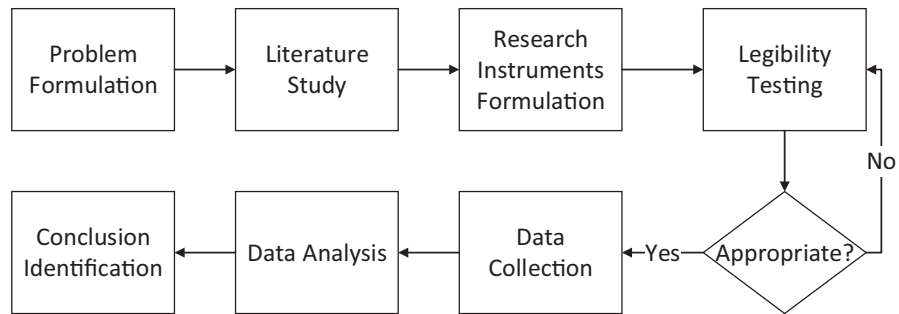 Problem
Formulation
Literature
Study
Research
Instruments
Formulation
Legibility
Testing
No
Appropriate?
Yes
Data
Collection
Data Analysis
Conclusion
Identification